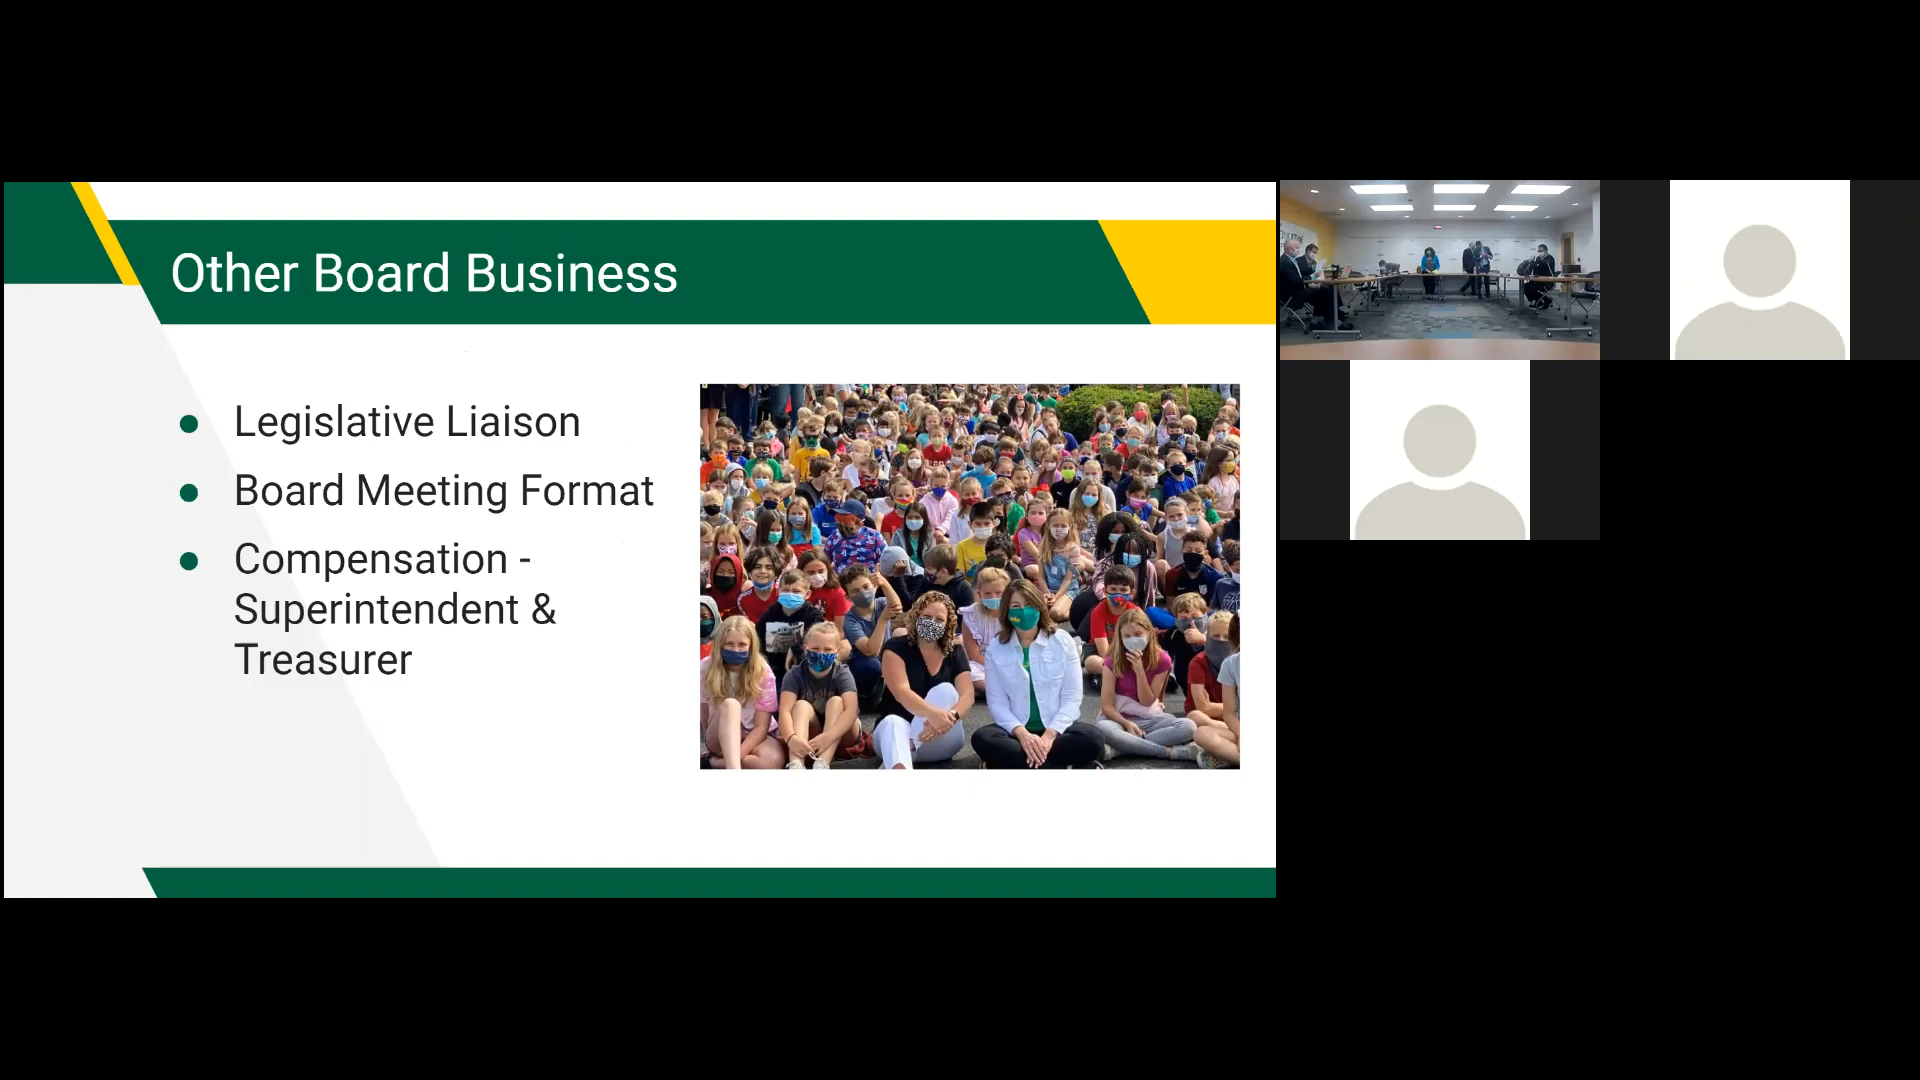 Other Board Business
Legislative Liaison
Board Meeting Format
Compensation -
Superintendent &
Treasurer